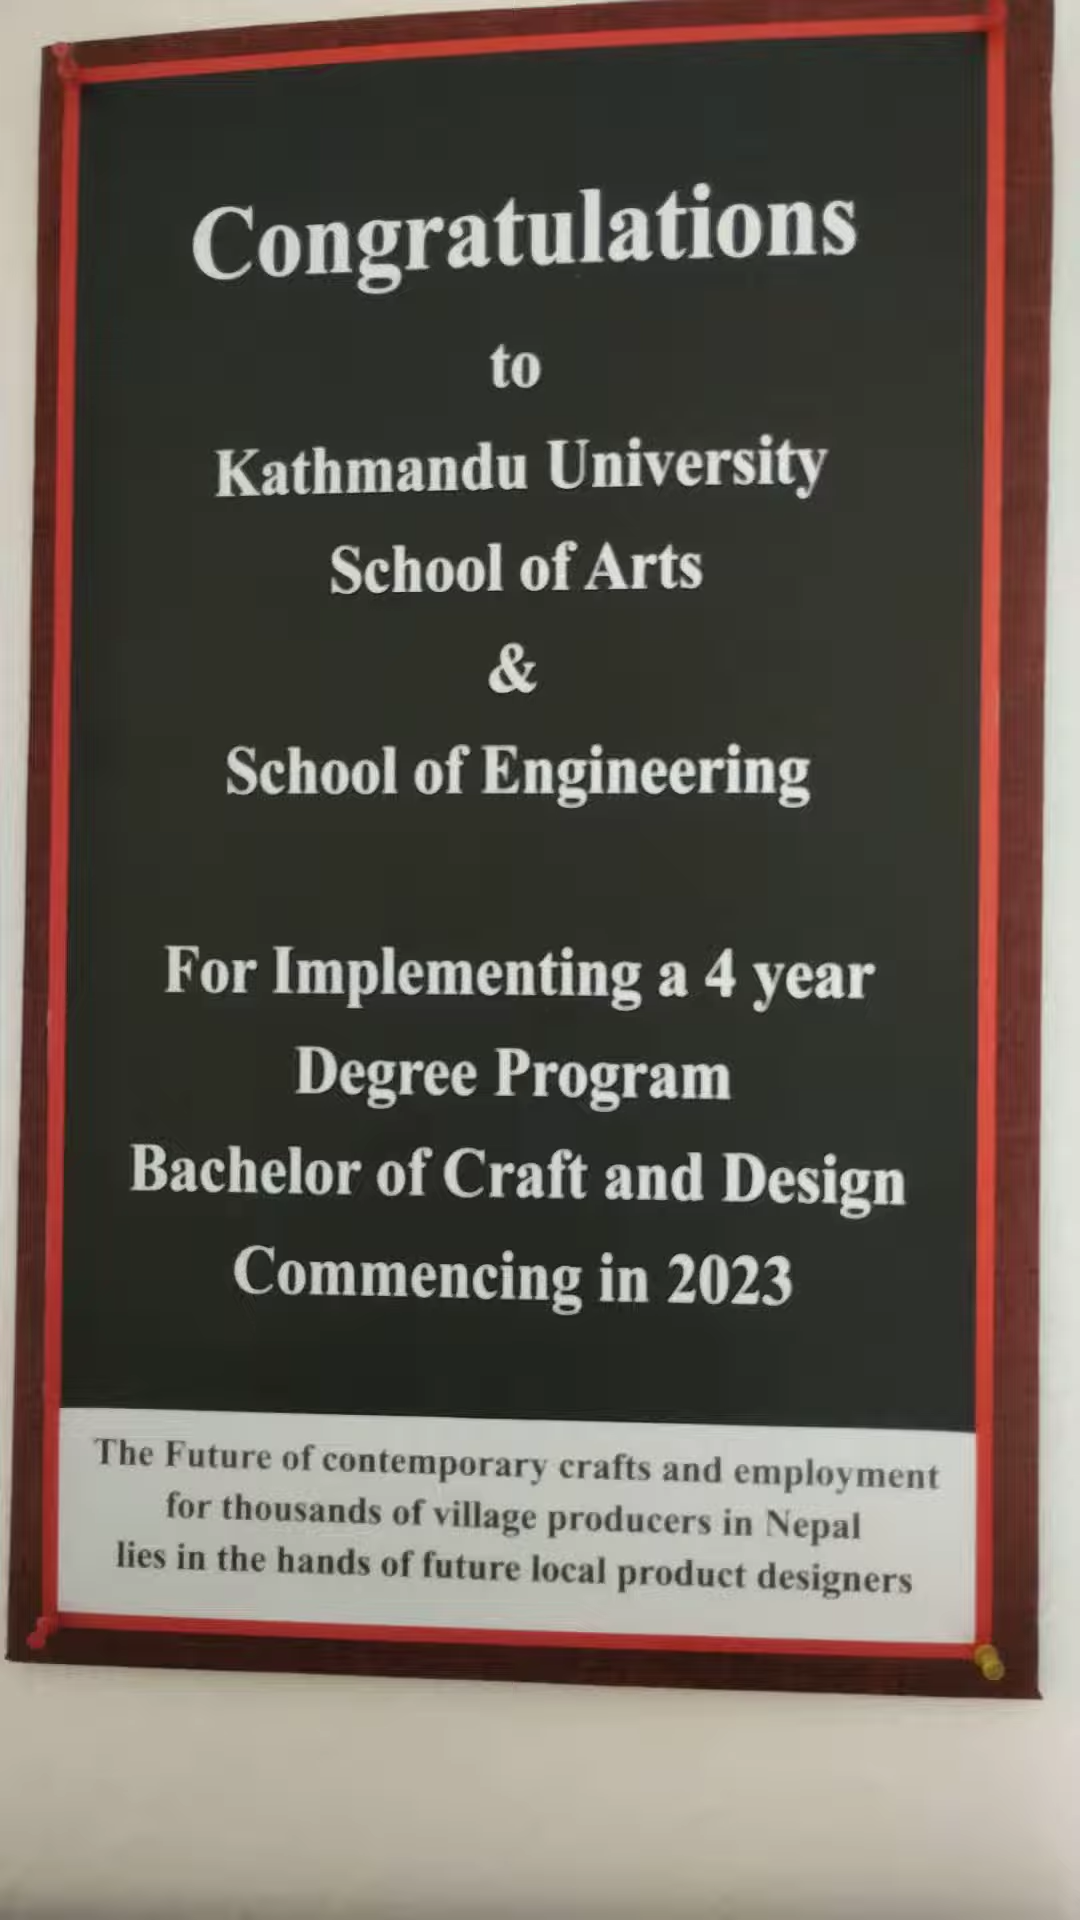 Congratulations
to
Kathmandu University
School of Arts
&
School of Engineering
For Implementing a 4 year
Degree Program
Bachelor of Craft and Design
Commencing in 2023
The Future of contemporary crafts and employment
for thousands of village producers in Nepal
lies in the hands of future local product designers